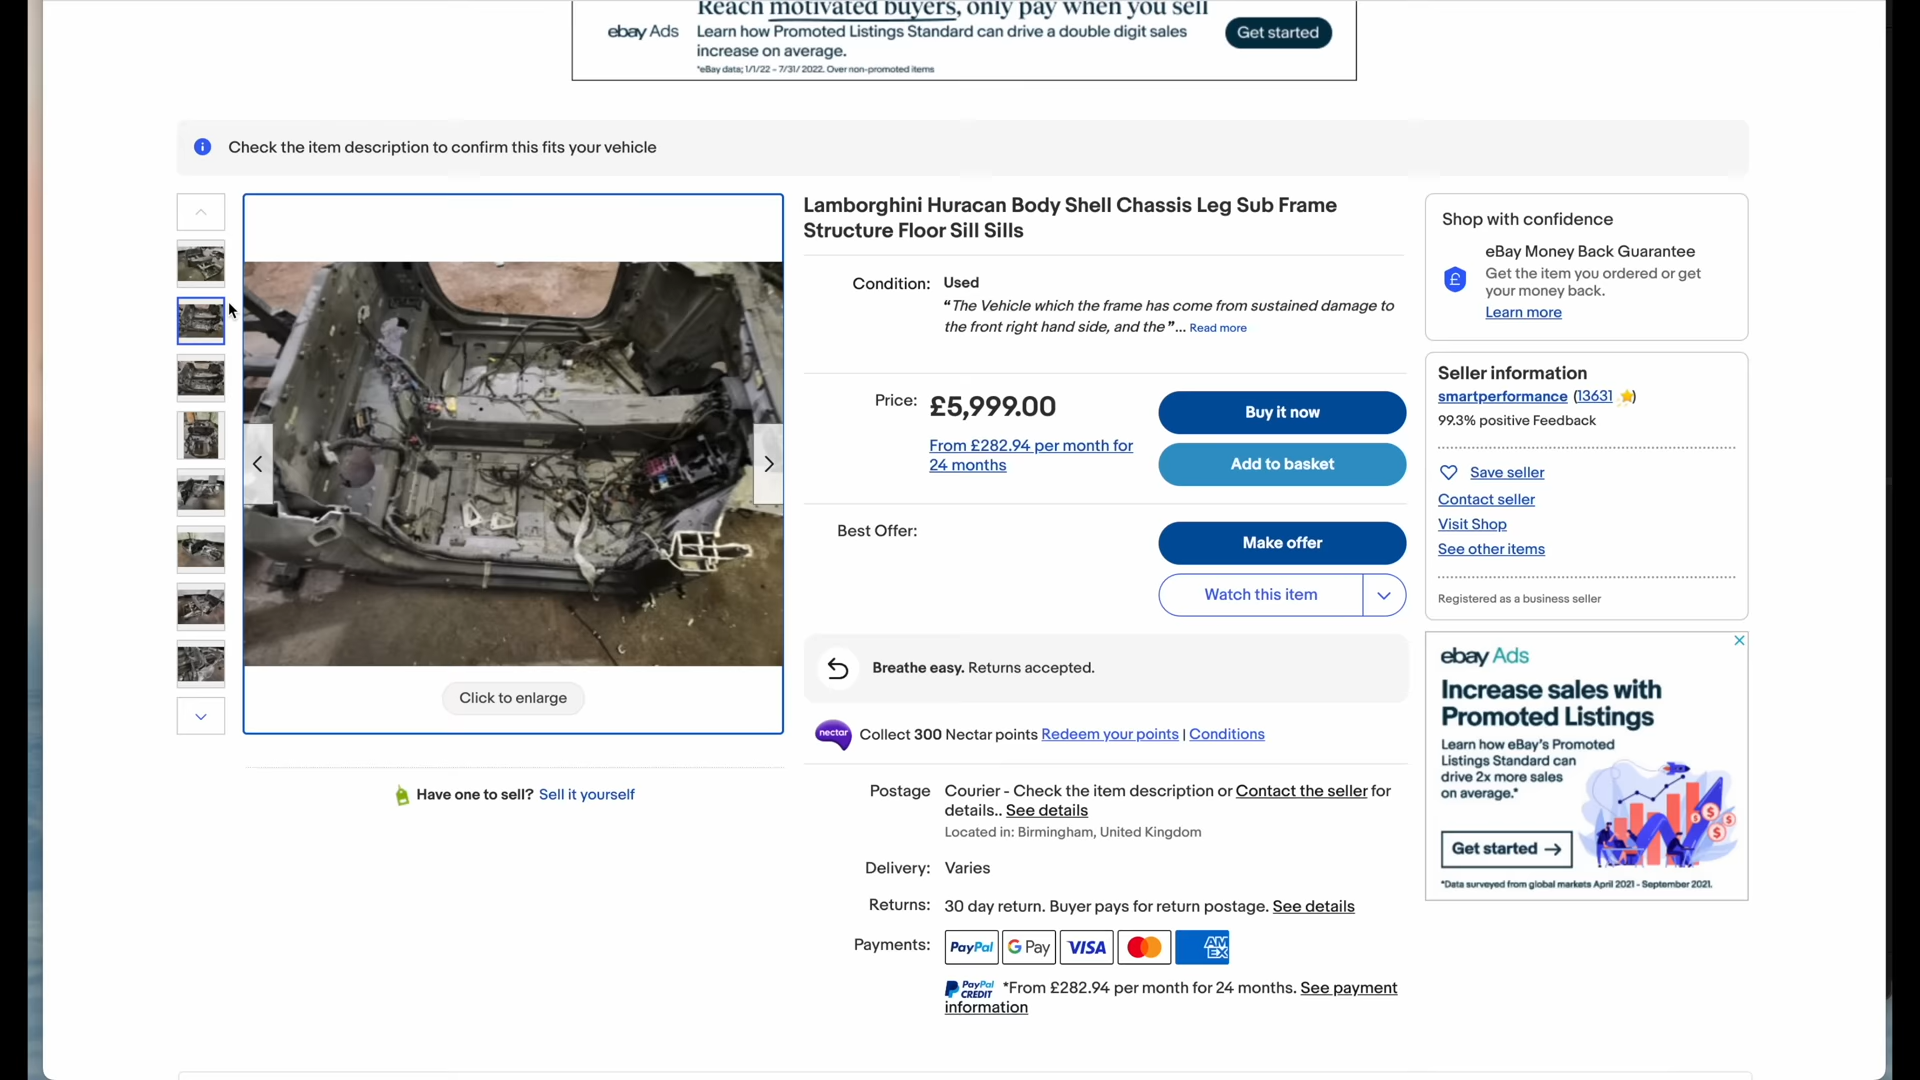 Reach motivated buyers, only pay when you sell
ebay Ads
Learn how Promoted Listings Standard can drive a double digit sales
increase on average.
*eBay data; 1/1/22 – 7/31/ 2022. Over non-promoted items
Get started
Check the item description to confirm this fits your vehicle
Click to enlarge
Have one to sell? Sell it yourself
Lamborghini Huracan Body Shell Chassis Leg Sub Frame
Structure Floor Sill Sills
Condition: Used
“The Vehicle which the frame has come from sustained damage to
the front right hand side, and the”... Read more
Price: £5,999.00
From £282.94 per month for
24 months
Buy it now
Add to basket
Best Offer:
Make offer
Watch this item
Breathe easy. Returns accepted.
nectar Collect 300 Nectar points Redeem your points | Conditions
Postage Courier - Check the item description or Contact the seller for
details.. See details
Located in: Birmingham, United Kingdom
Delivery: Varies
Returns: 30 day return. Buyer pays for return postage. See details
Payments: PayPal G Pay VISA AM EX
PayPal CREDIT *From £282.94 per month for 24 months. See payment
information
Shop with confidence
eBay Money Back Guarantee
Get the item you ordered or get
your money back.
Learn more
Seller information
smartperformance (13631)
99.3% positive Feedback
Save seller
Contact seller
Visit Shop
See other items
Registered as a business seller
ebay Ads
Increase sales with
Promoted Listings
Learn how eBay’s Promoted
Listings Standard can
drive 2x more sales
on average.*
Get started →
*Data surveyed from global markets April 2021 - September 2021.